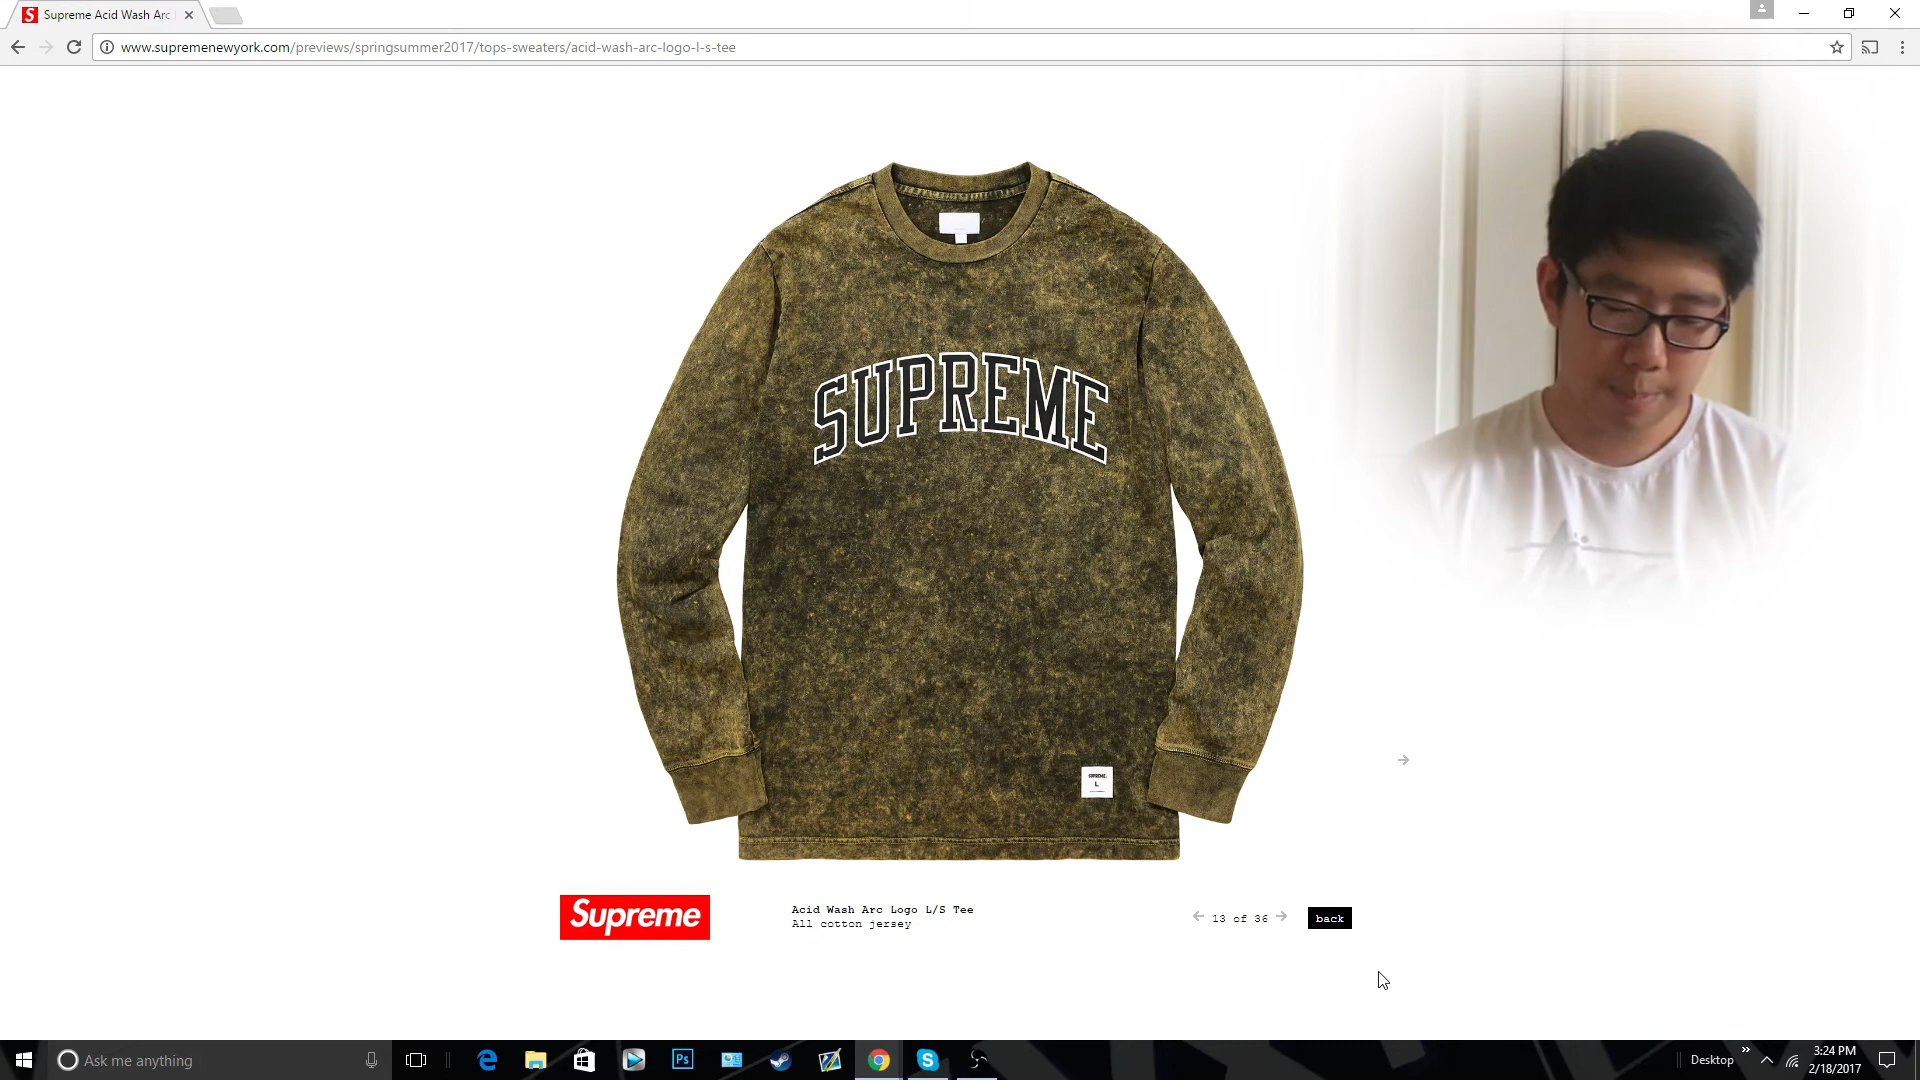 Supreme Acid Wash Arc
www.supremenewyork.com/previews/springsummer2017/tops-sweaters/acid-wash-arc-logo-l-s-tee
SUPREME
SUPREME.
L
Supreme
Acid Wash Arc Logo L/S Tee
All cotton jersey
13 of 36
back
Ask me anything
Ps
Desktop
3:24 PM
2/18/2017